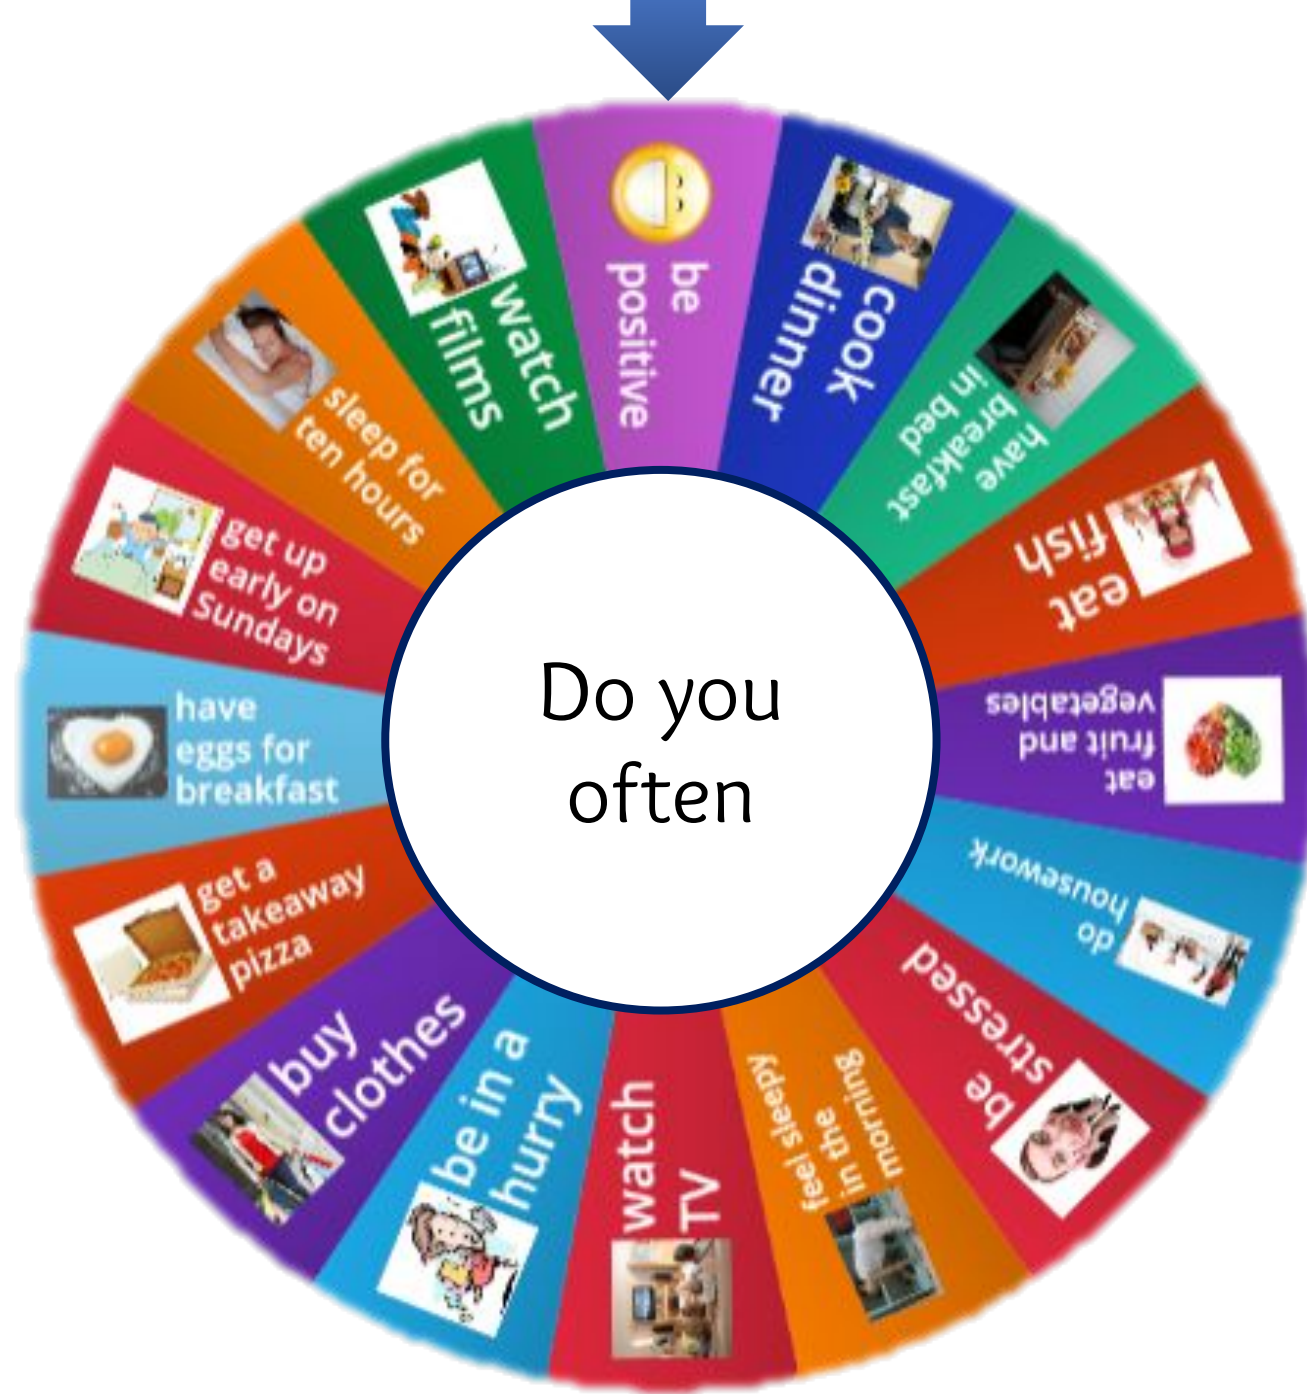 Do you
often
be
positive
cook
dinner
have
breakfast
in bed
eat
fish
eat
fruit and
vegetables
do
housework
be
stressed
feel sleepy
in the
morning
watch
TV
be in a
hurry
buy
clothes
get a
takeaway
pizza
have
eggs for
breakfast
get up
early on
Sundays
sleep for
ten hours
watch
films